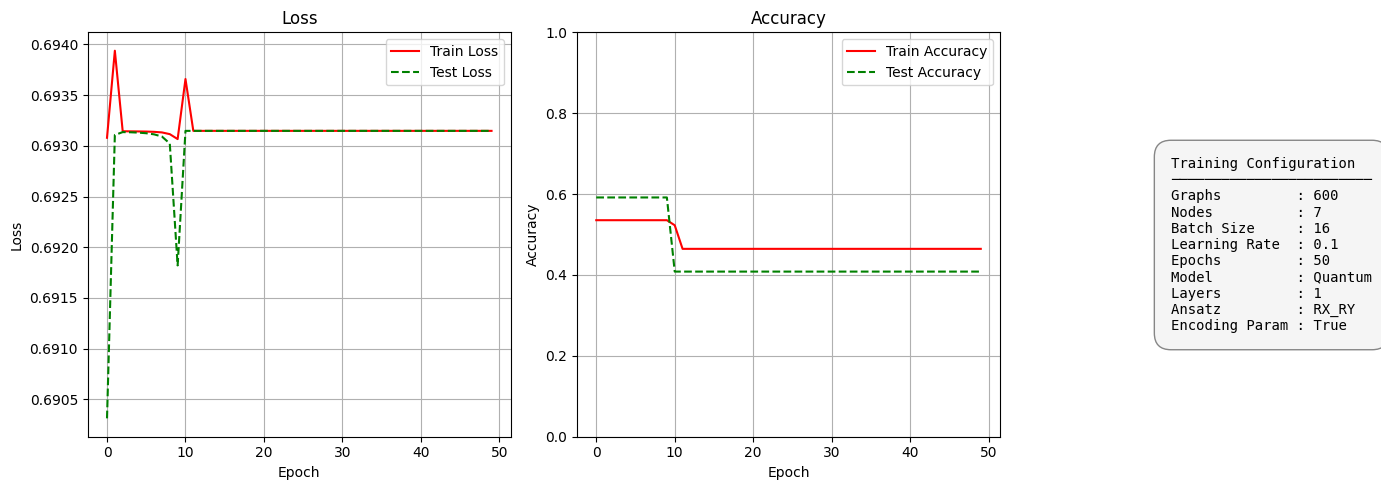 Loss
0.6940
0.6935
0.6930
0.6925
0.6920
0.6915
0.6910
0.6905
Loss
0
10
20
30
40
50
Epoch
Train Loss
Test Loss
Accuracy
1.0
0.8
0.6
0.4
0.2
0.0
Accuracy
0
10
20
30
40
50
Epoch
Train Accuracy
Test Accuracy
Training Configuration
Graphs : 600
Nodes : 7
Batch Size : 16
Learning Rate : 0.1
Epochs : 50
Model : Quantum
Layers : 1
Ansatz : RX_RY
Encoding Param : True